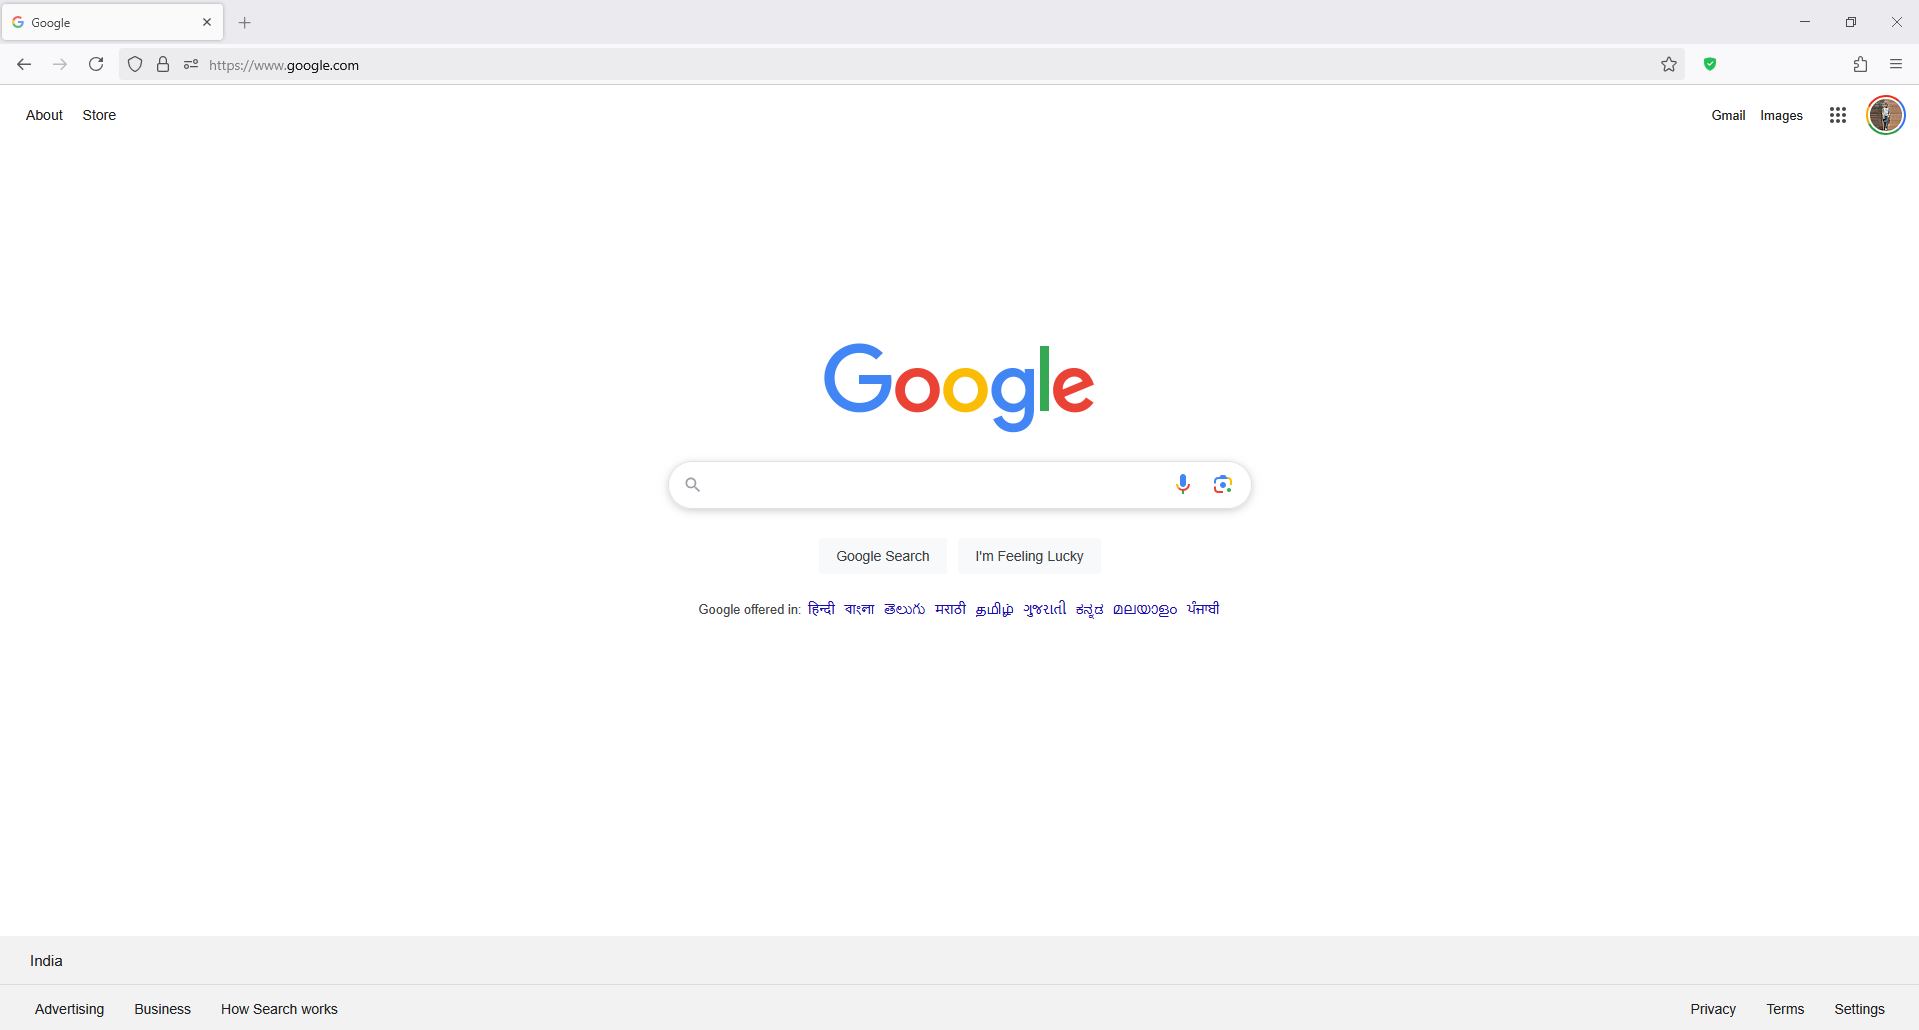 Google
https://www.google.com
About Store
Gmail Images
Google
Google Search I'm Feeling Lucky
Google offered in: हिन्दी বাংলা తెలుగు मराठी தமிழ் ગુજરાતી ಕನ್ನಡ മലയാളം ਪੰਜਾਬੀ
India
Advertising Business How Search works
Privacy Terms Settings